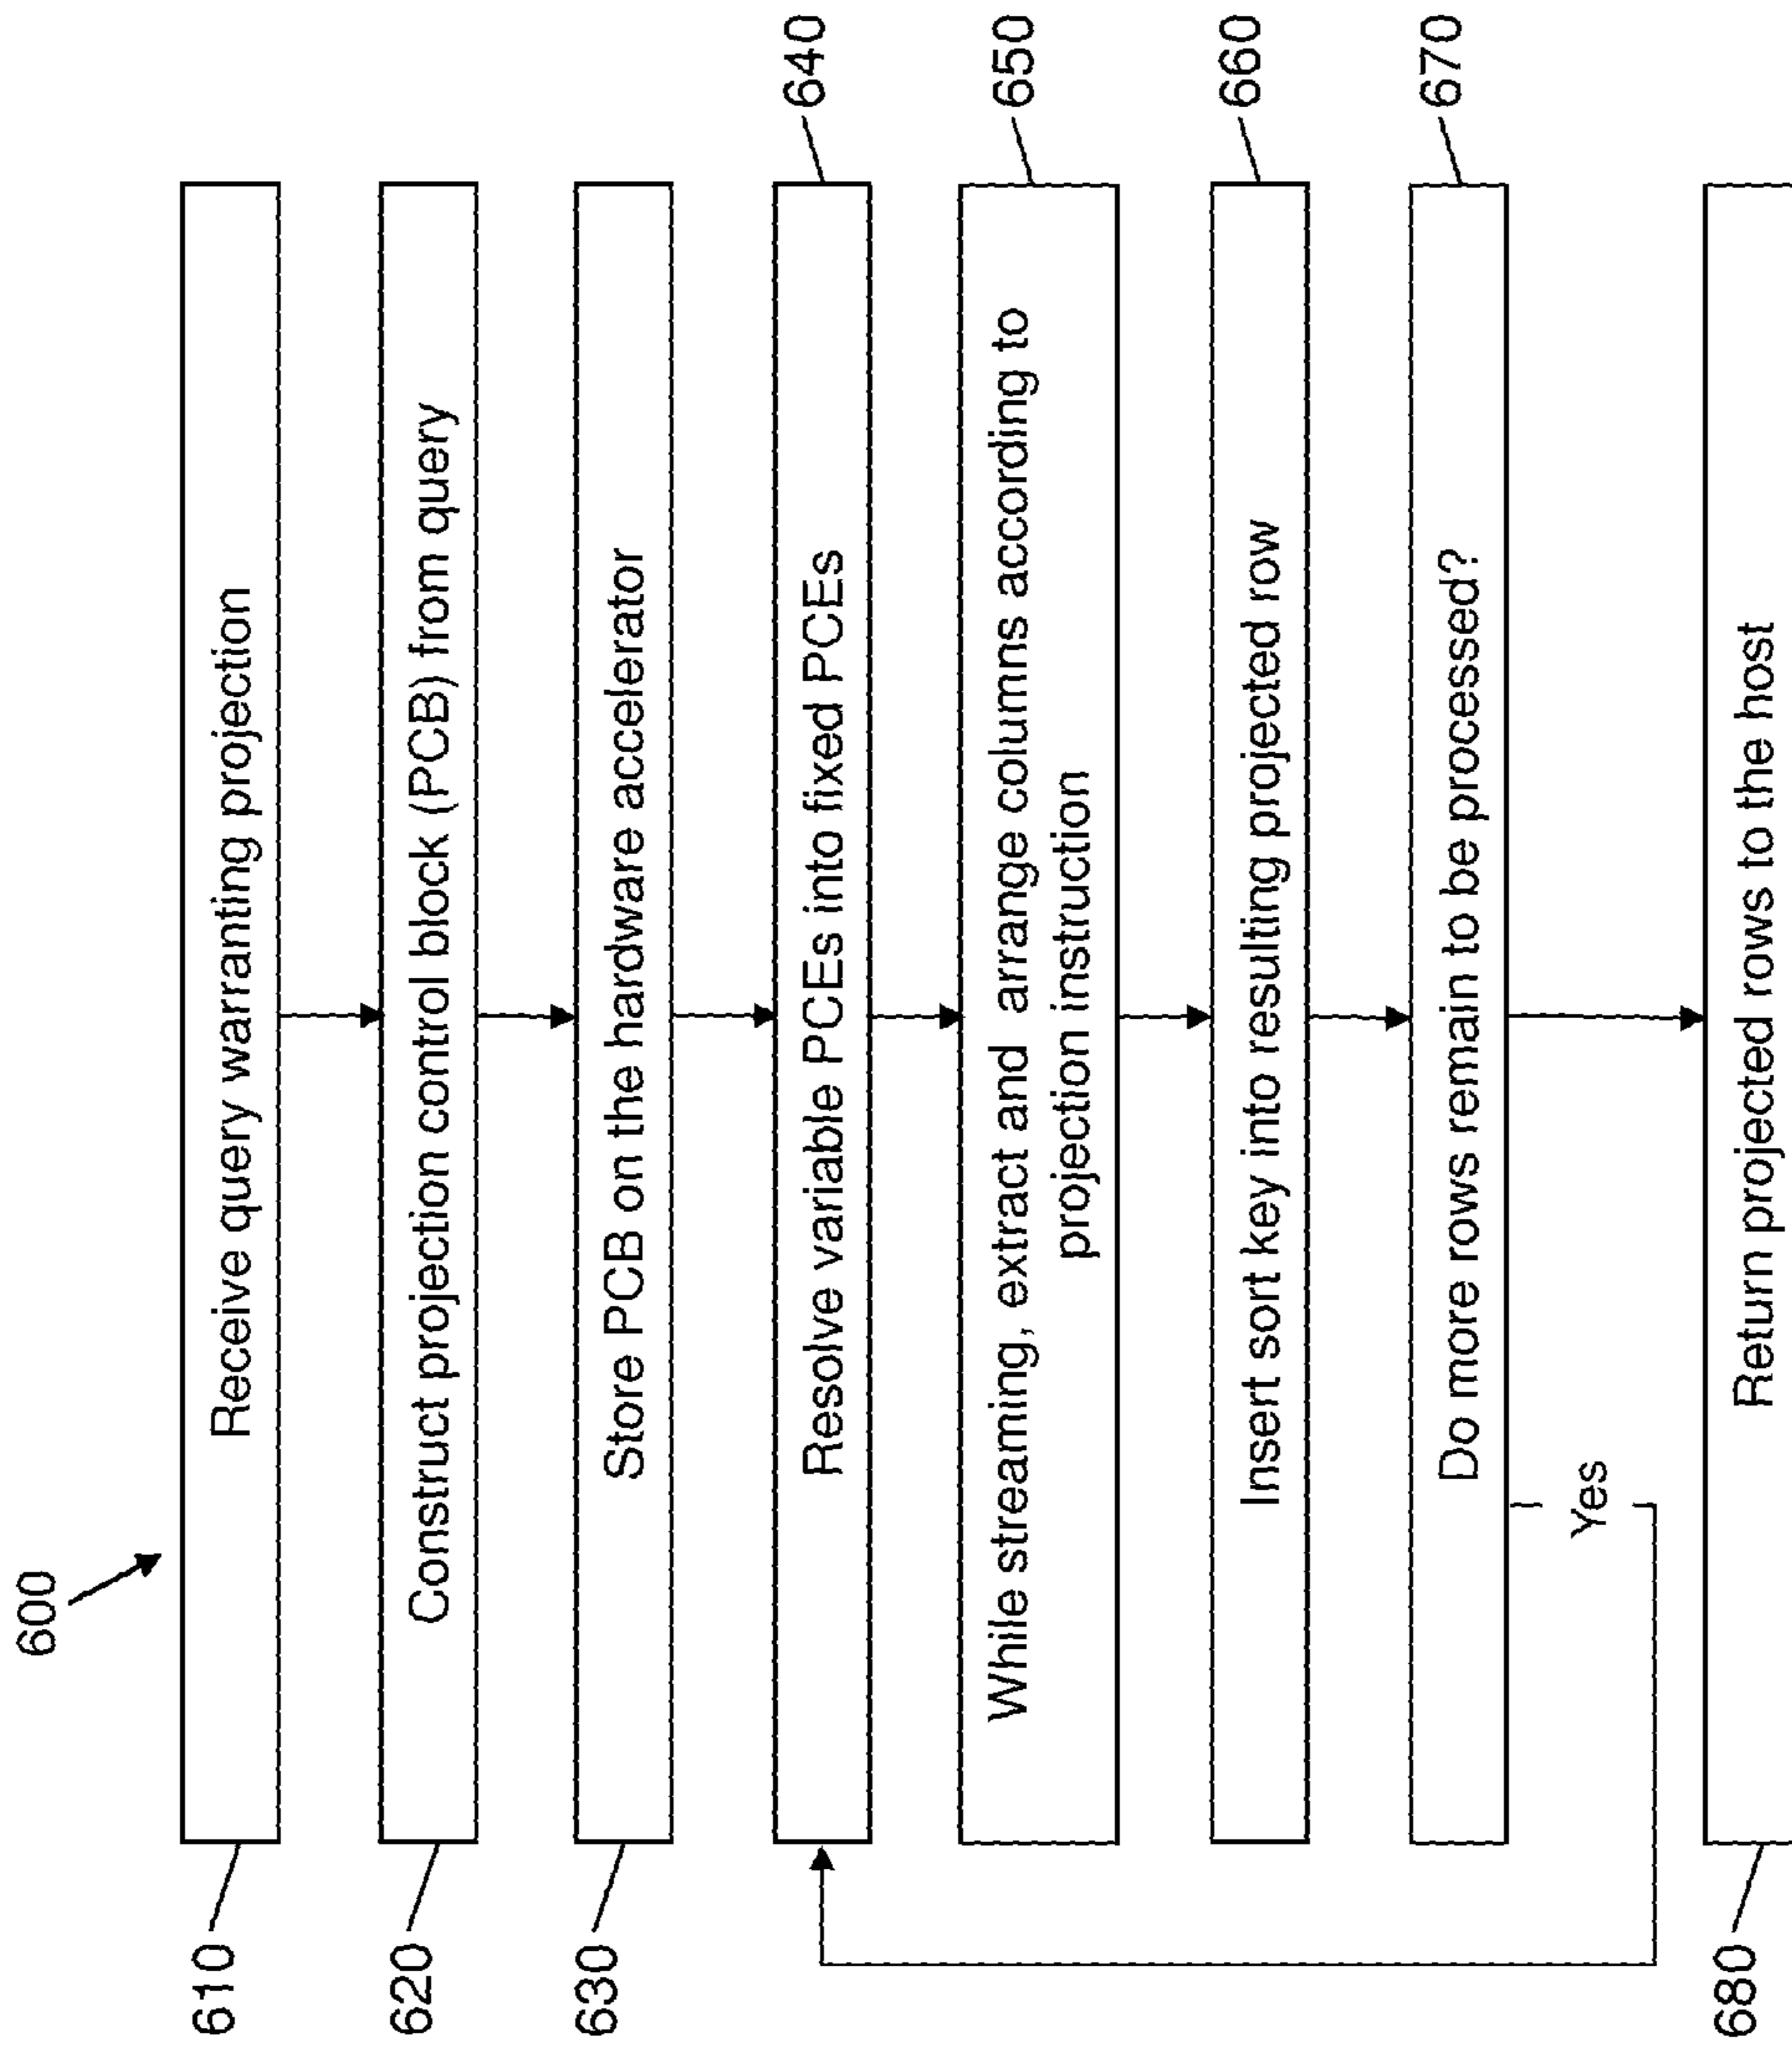 600
610
Receive query warranting projection
620
Construct projection control block (PCB) from query
630
Store PCB on the hardware accelerator
640
Resolve variable PCEs into fixed PCEs
650
While streaming, extract and arrange columns according to
projection instruction
660
Insert sort key into resulting projected row
670
Do more rows remain to be processed?
Yes
680
Return projected rows to the host